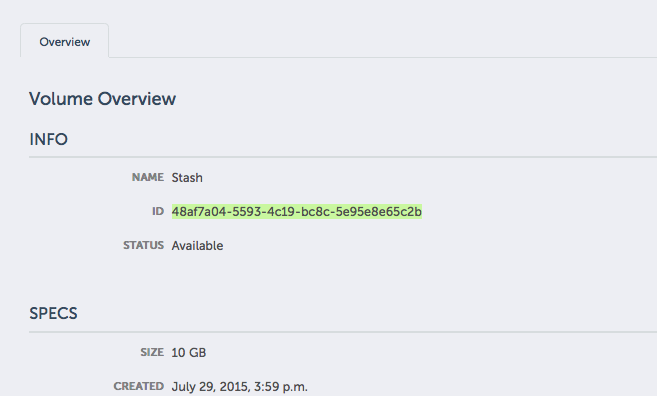 Overview
Volume Overview
INFO
NAME Stash
ID 48af7a04-5593-4c19-bc8c-5e95e8e65c2b
STATUS Available
SPECS
SIZE 10 GB
CREATED July 29, 2015, 3:59 p.m.